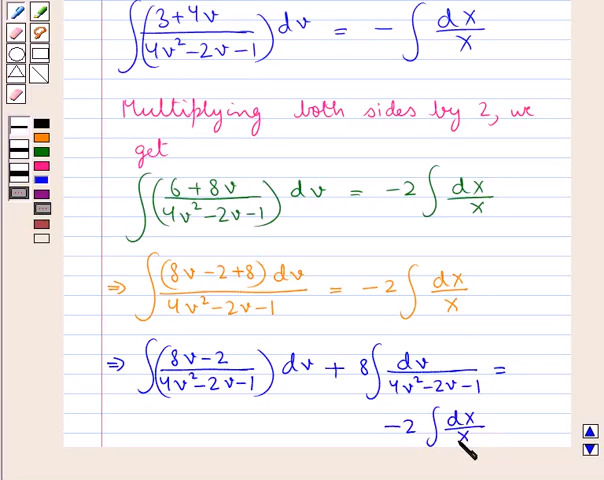 ∫(3+4v / 4v²-2v-1) dv = - ∫ dx/x
Multiplying both sides by 2, we
get
∫(6+8v / 4v²-2v-1) dv = -2 ∫ dx/x
⇒ ∫ (8v-2+8) dv / 4v²-2v-1 = -2 ∫ dx/x
⇒ ∫(8v-2 / 4v²-2v-1) dv + 8∫ dv / 4v²-2v-1 =
-2 ∫ dx/x